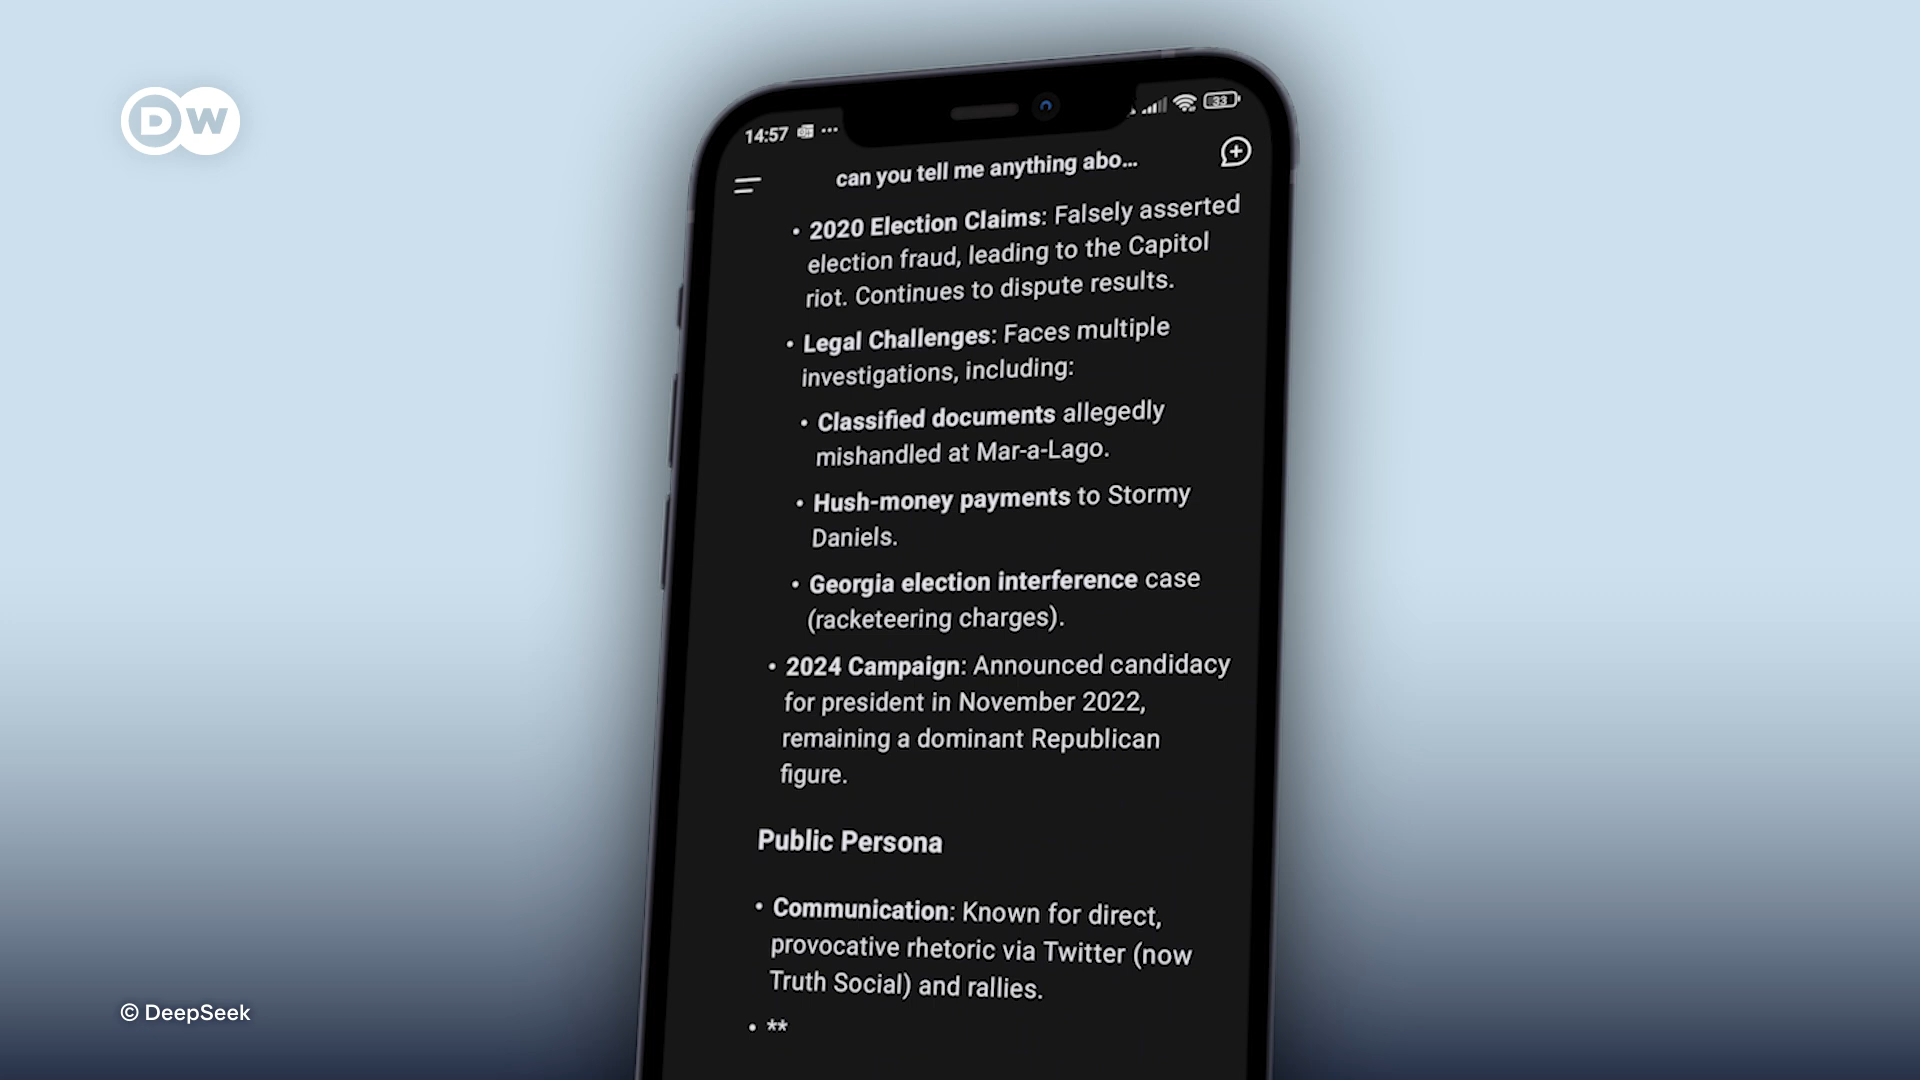 DW
14:57 ...
33
can you tell me anything abo...
• 2020 Election Claims: Falsely asserted
election fraud, leading to the Capitol
riot. Continues to dispute results.
• Legal Challenges: Faces multiple
investigations, including:
• Classified documents allegedly
mishandled at Mar-a-Lago.
• Hush-money payments to Stormy
Daniels.
• Georgia election interference case
(racketeering charges).
• 2024 Campaign: Announced candidacy
for president in November 2022,
remaining a dominant Republican
figure.
Public Persona
• Communication: Known for direct,
provocative rhetoric via Twitter (now
Truth Social) and rallies.
• **
© DeepSeek